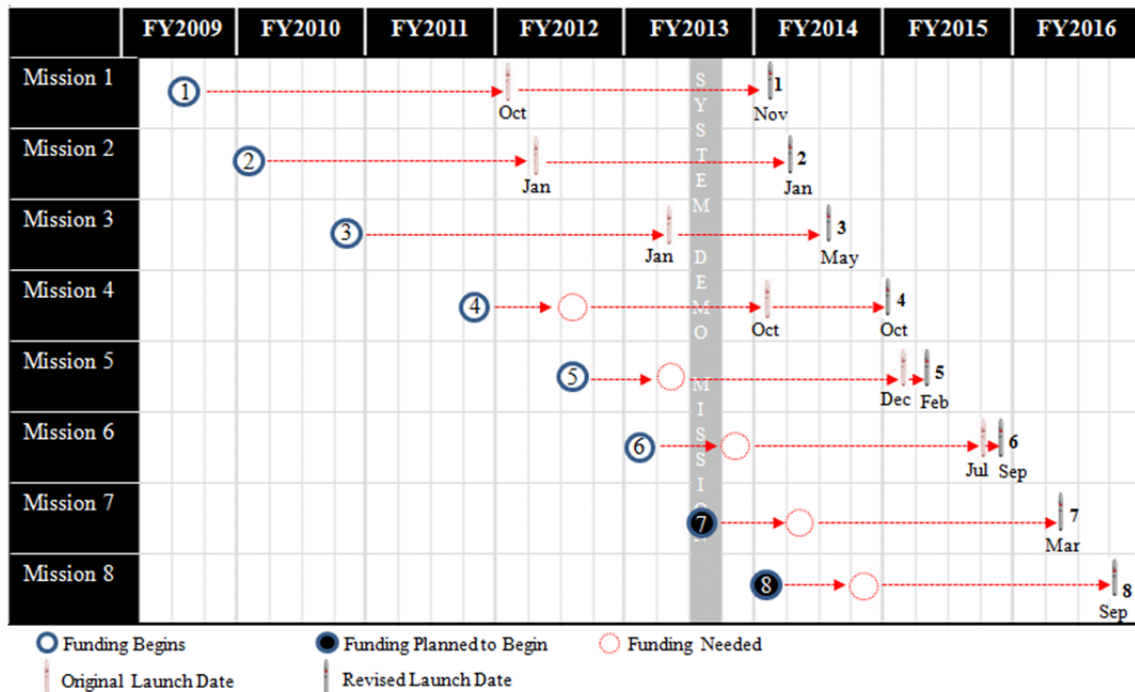 FY2009 FY2010 FY2011 FY2012 FY2013 FY2014 FY2015 FY2016
Mission 1
1
1
Oct
Nov
Mission 2
2
2
Jan
Jan
Mission 3
3
3
Jan
May
Mission 4
4
4
Oct
Oct
Mission 5
5
5
Dec
Feb
Mission 6
6
6
Jul
Sep
Mission 7
7
7
Mar
Mission 8
8
8
Sep
SYSTEM DEMO MISSION
Funding Begins Funding Planned to Begin Funding Needed
Original Launch Date Revised Launch Date